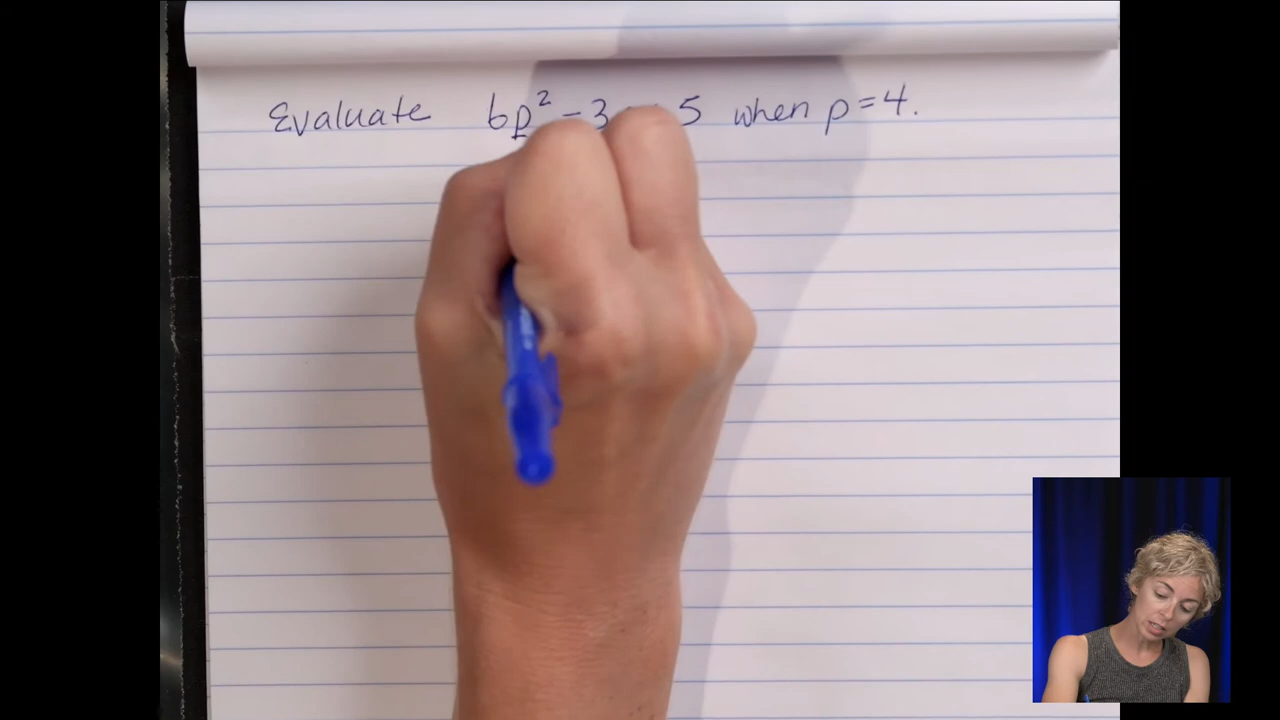 Evaluate 6p² - 3 5 when p = 4.